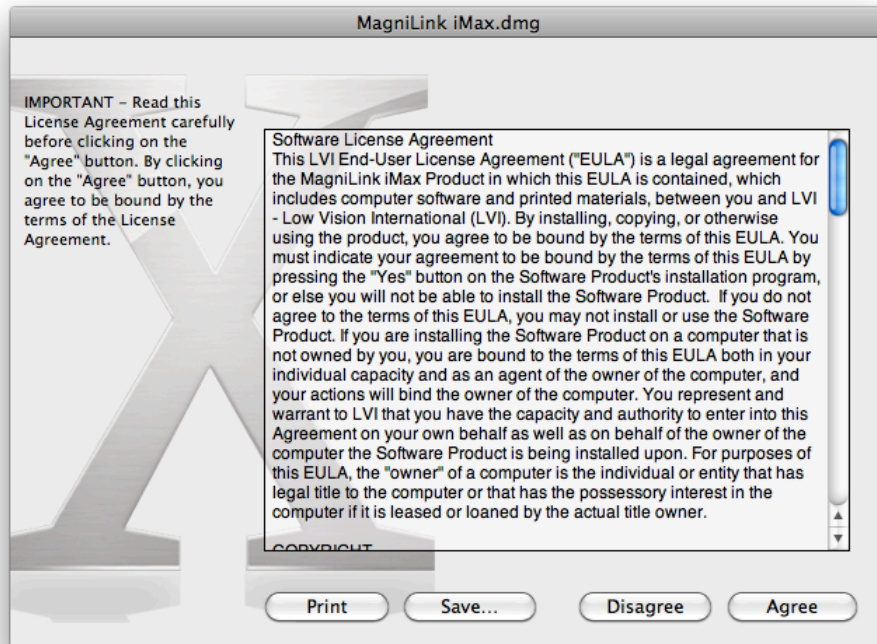 MagniLink iMax.dmg
IMPORTANT – Read this
License Agreement carefully
before clicking on the
"Agree" button. By clicking
on the "Agree" button, you
agree to be bound by the
terms of the License
Agreement.
Software License Agreement
This LVI End-User License Agreement ("EULA") is a legal agreement for
the MagniLink iMax Product in which this EULA is contained, which
includes computer software and printed materials, between you and LVI
- Low Vision International (LVI). By installing, copying, or otherwise
using the product, you agree to be bound by the terms of this EULA. You
must indicate your agreement to be bound by the terms of this EULA by
pressing the "Yes" button on the Software Product's installation program,
or else you will not be able to install the Software Product.  If you do not
agree to the terms of this EULA, you may not install or use the Software
Product. If you are installing the Software Product on a computer that is
not owned by you, you are bound to the terms of this EULA both in your
individual capacity and as an agent of the owner of the computer, and
your actions will bind the owner of the computer. You represent and
warrant to LVI that you have the capacity and authority to enter into this
Agreement on your own behalf as well as on behalf of the owner of the
computer the Software Product is being installed upon. For purposes of
this EULA, the "owner" of a computer is the individual or entity that has
legal title to the computer or that has the possessory interest in the
computer if it is leased or loaned by the actual title owner.
COPYRIGHT
Print Save... Disagree Agree